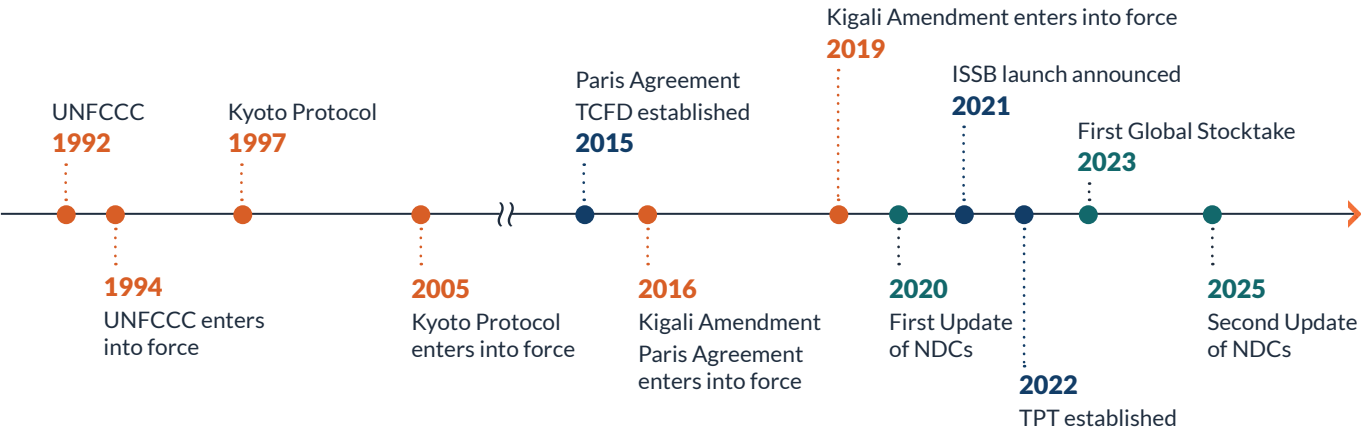 UNFCCC
1992
1994
UNFCCC enters
into force
Kyoto Protocol
1997
2005
Kyoto Protocol
enters into force
Paris Agreement
TCFD established
2015
2016
Kigali Amendment
Paris Agreement
enters into force
Kigali Amendment enters into force
2019
2020
First Update
of NDCs
ISSB launch announced
2021
2022
TPT established
First Global Stocktake
2023
2025
Second Update
of NDCs